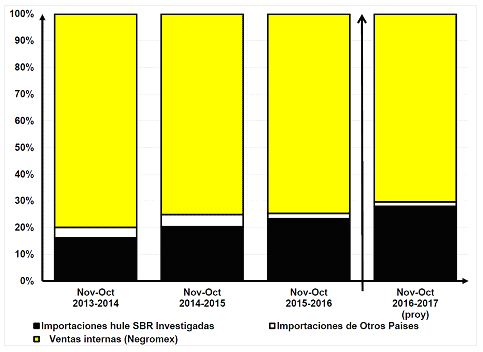 100%
90%
80%
70%
60%
50%
40%
30%
20%
10%
0%
Nov-Oct
2013-2014
Nov-Oct
2014-2015
Nov-Oct
2015-2016
Nov-Oct
2016-2017
(proy)
Importaciones hule SBR Investigadas
Importaciones de Otros Paises
Ventas internas (Negromex)